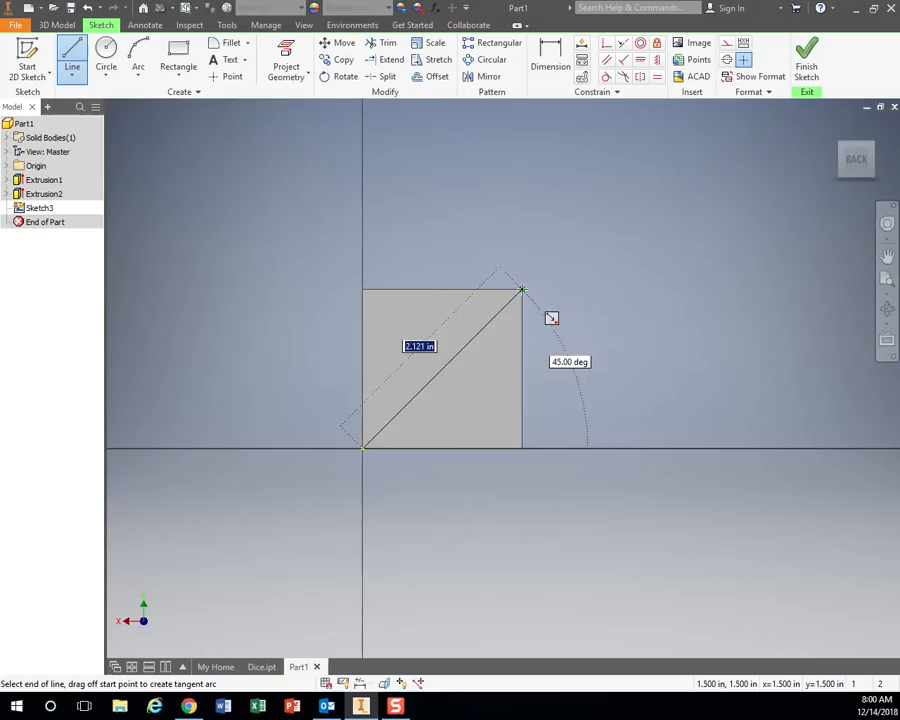 Part1
Search Help & Commands...
Sign In
File
3D Model
Sketch
Annotate
Inspect
Tools
Manage
View
Environments
Get Started
Collaborate
Start
2D Sketch
Line
Circle
Arc
Rectangle
Fillet
Text
Point
Project
Geometry
Move
Copy
Rotate
Trim
Extend
Split
Scale
Stretch
Offset
Rectangular
Circular
Mirror
Dimension
Image
Points
ACAD
Show Format
Finish
Sketch
Sketch
Create
Modify
Pattern
Constrain
Insert
Format
Exit
Model
Part1
Solid Bodies(1)
View: Master
Origin
Extrusion1
Extrusion2
Sketch3
End of Part
BACK
2.121 in
45.00 deg
X
My Home
Dice.ipt
Part1
Select end of line, drag off start point to create tangent arc
1.500 in, 1.500 in
x=1.500 in
y=1.500 in
1
2
8:00 AM
12/14/2018